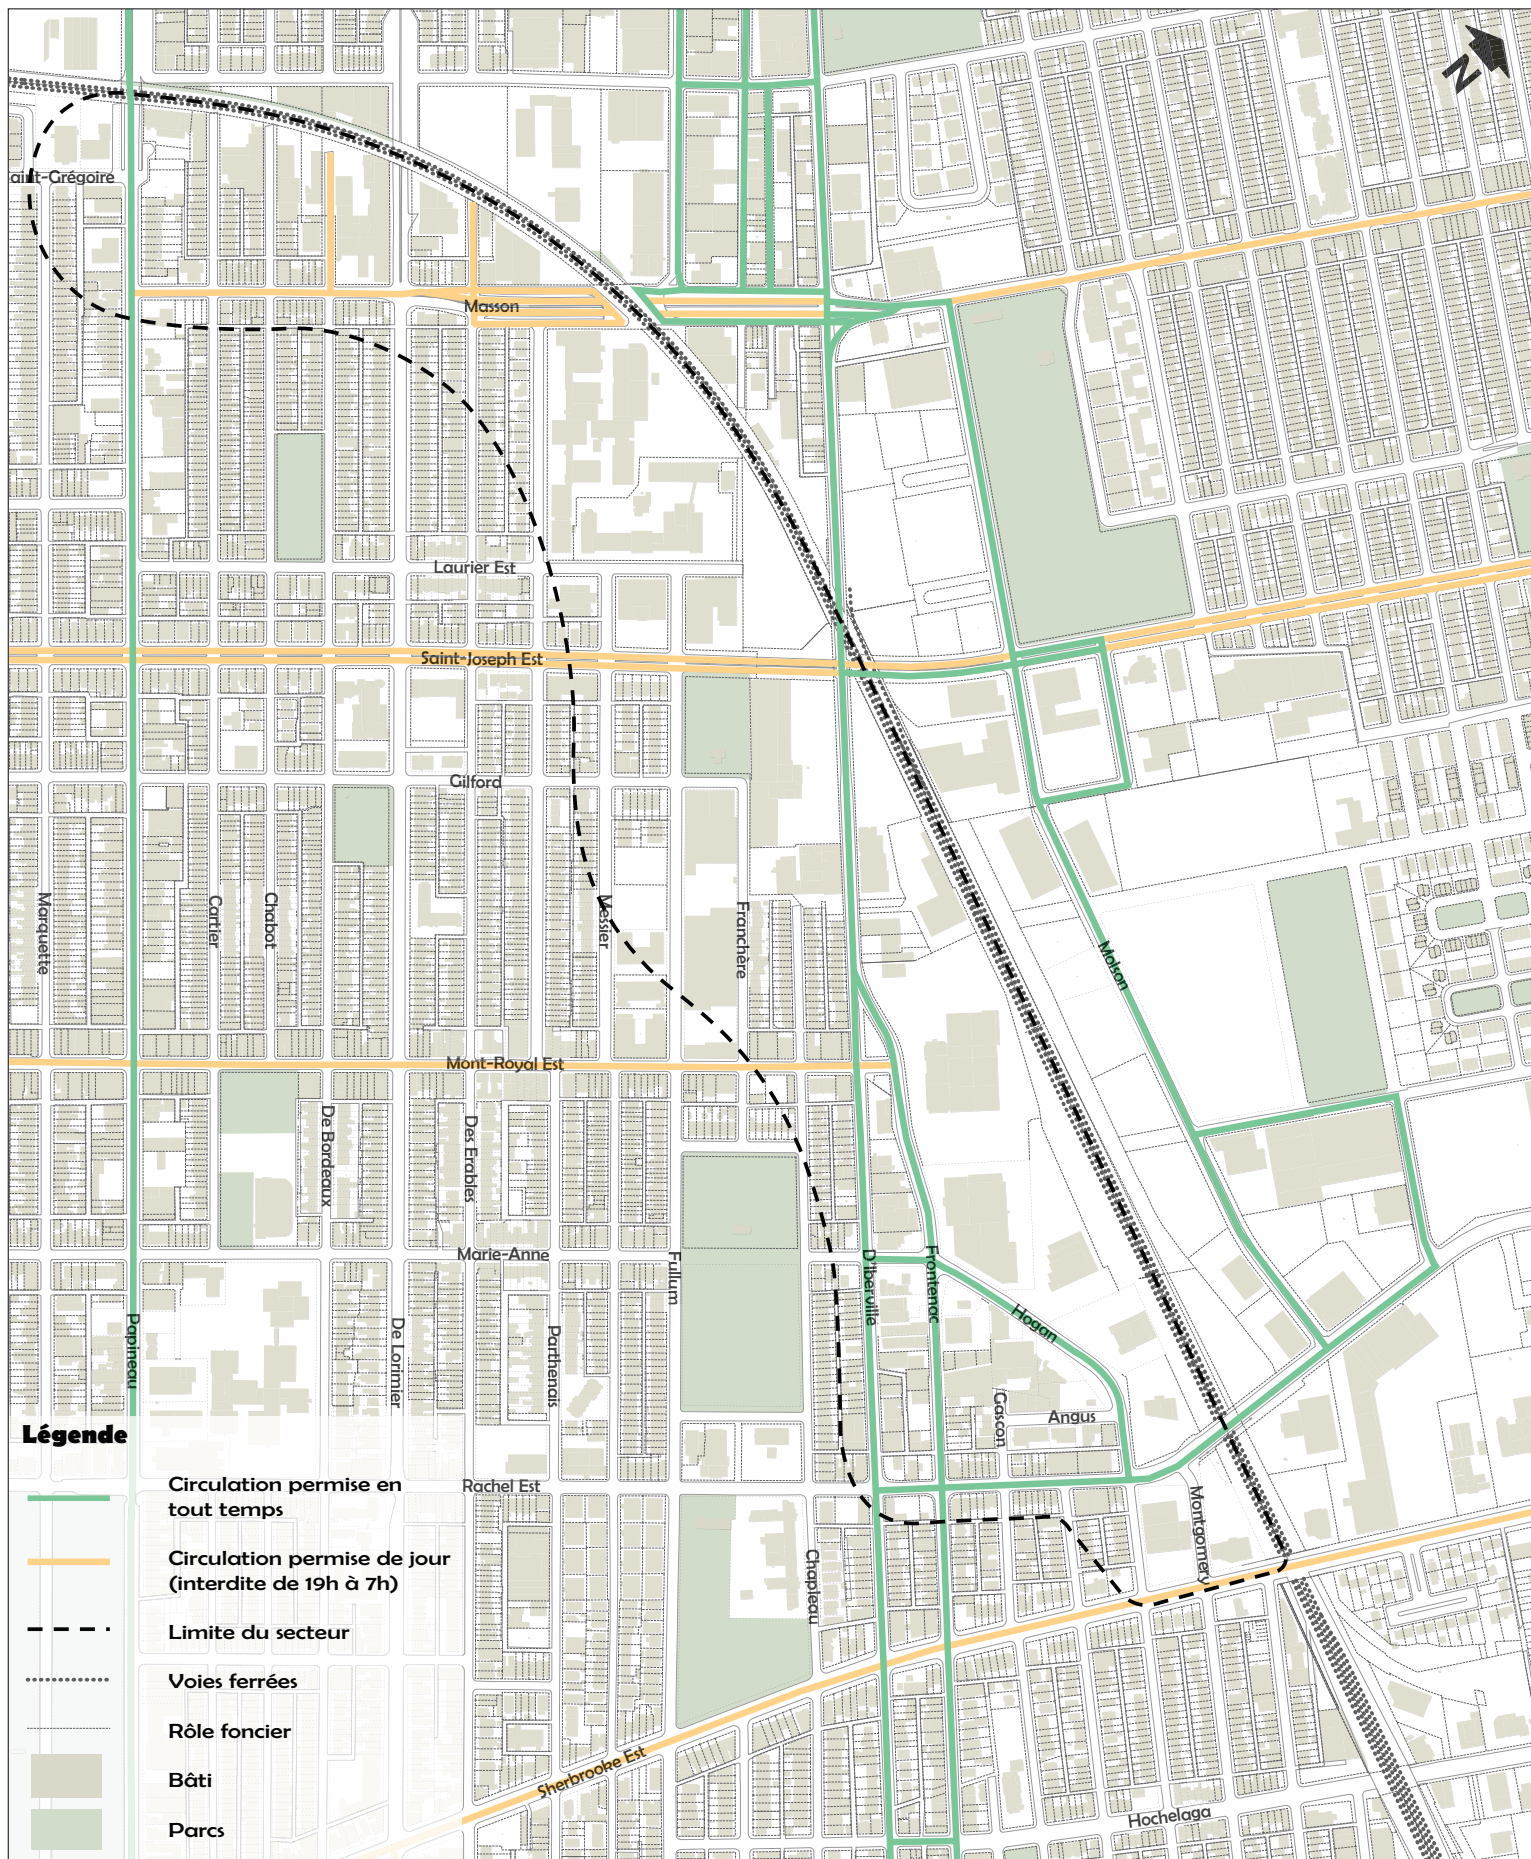 N
aint-Grégoire
Masson
Laurier Est
Saint-Joseph Est
Gilford
Marquette
Cartier
Chabot
Messier
Franchère
Molson
Mont-Royal Est
De Bordeaux
Des Erables
Marie-Anne
Fullum
D'Iberville
Frontenac
Hogan
Papineau
De Lorimier
Parthenais
Gascon
Angus
Rachel Est
Montgomery
Chapleau
Sherbrooke Est
Hochelaga
Légende
Circulation permise en
tout temps
Circulation permise de jour
(interdite de 19h à 7h)
Limite du secteur
Voies ferrées
Rôle foncier
Bâti
Parcs